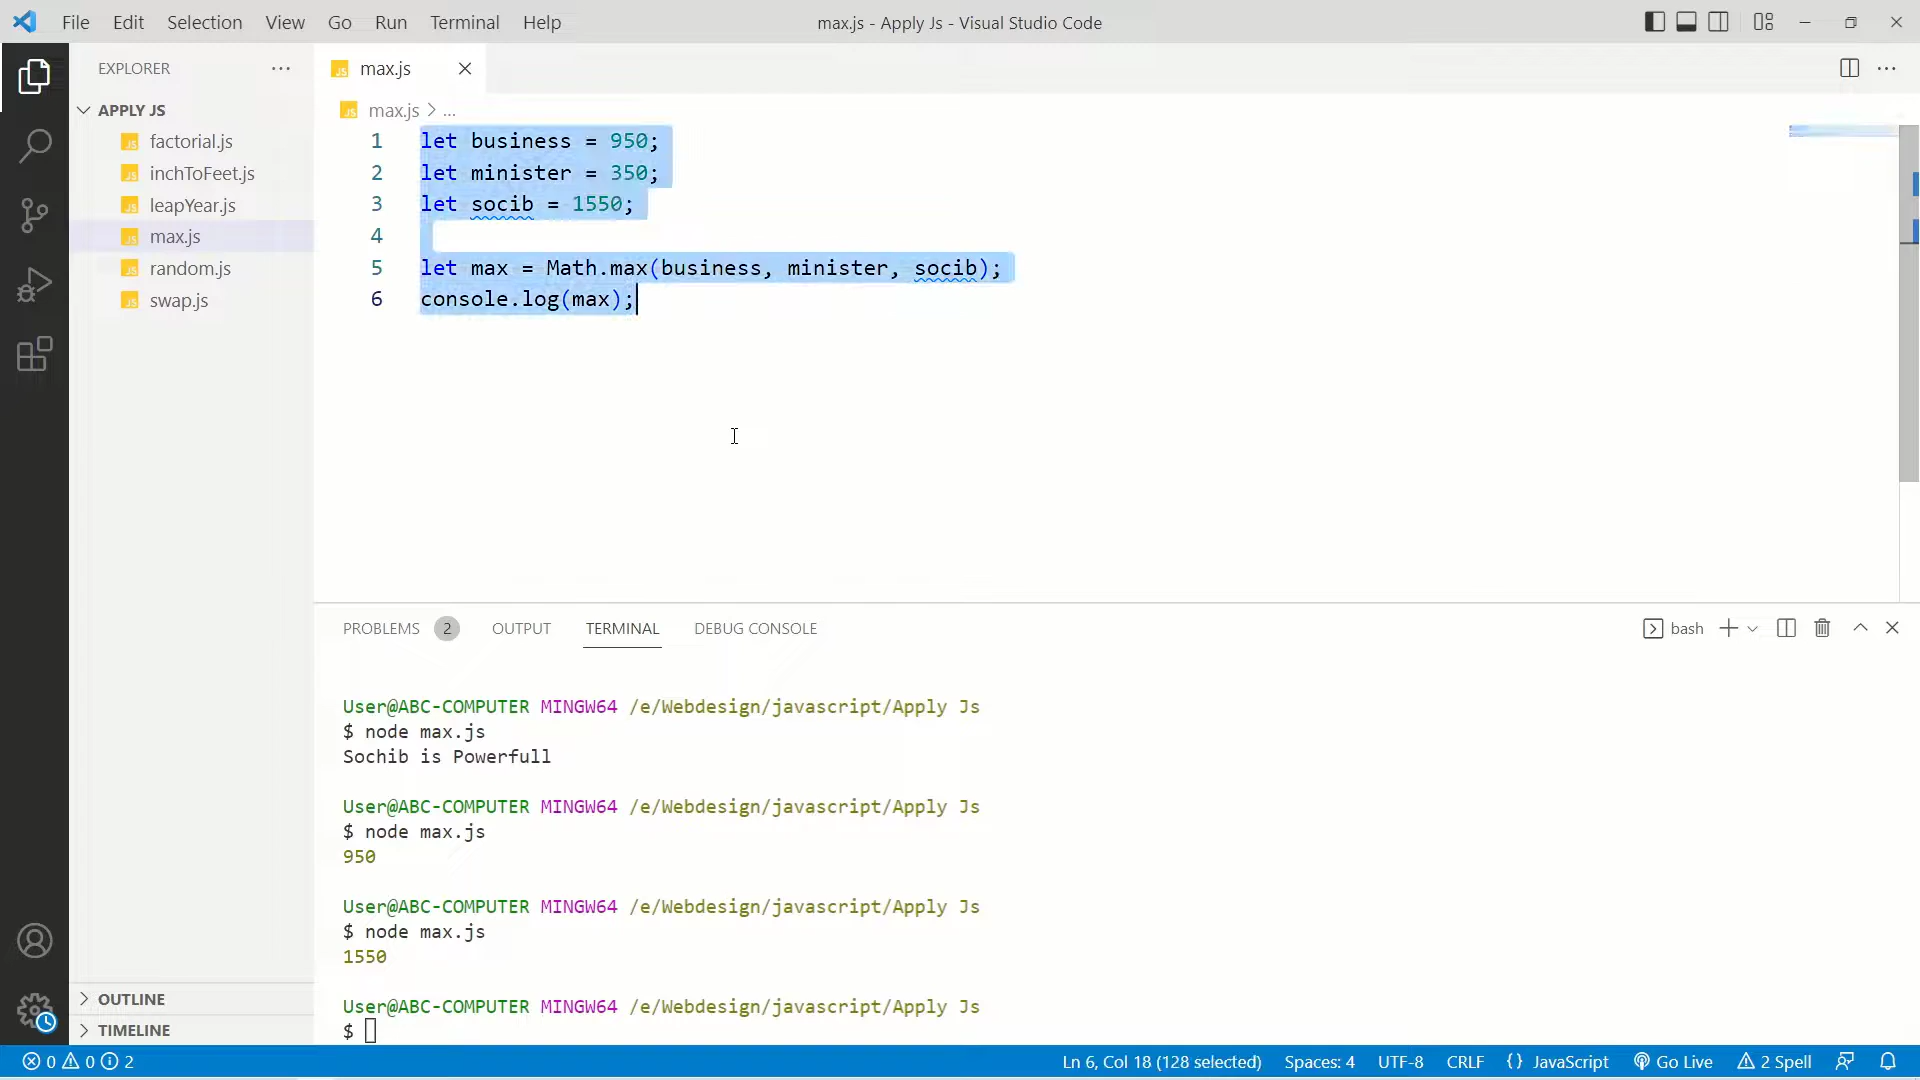 File Edit Selection View Go Run Terminal Help
max.js - Apply Js - Visual Studio Code
EXPLORER
APPLY JS
factorial.js
inchToFeet.js
leapYear.js
max.js
random.js
swap.js
OUTLINE
TIMELINE
max.js
max.js > ...
1 let business = 950;
2 let minister = 350;
3 let socib = 1550;
4
5 let max = Math.max(business, minister, socib);
6 console.log(max);
PROBLEMS 2 OUTPUT TERMINAL DEBUG CONSOLE
bash
User@ABC-COMPUTER MINGW64 /e/Webdesign/javascript/Apply Js
$ node max.js
Sochib is Powerfull
User@ABC-COMPUTER MINGW64 /e/Webdesign/javascript/Apply Js
$ node max.js
950
User@ABC-COMPUTER MINGW64 /e/Webdesign/javascript/Apply Js
$ node max.js
1550
User@ABC-COMPUTER MINGW64 /e/Webdesign/javascript/Apply Js
$
0 0 2 Ln 6, Col 18 (128 selected) Spaces: 4 UTF-8 CRLF {} JavaScript Go Live 2 Spell